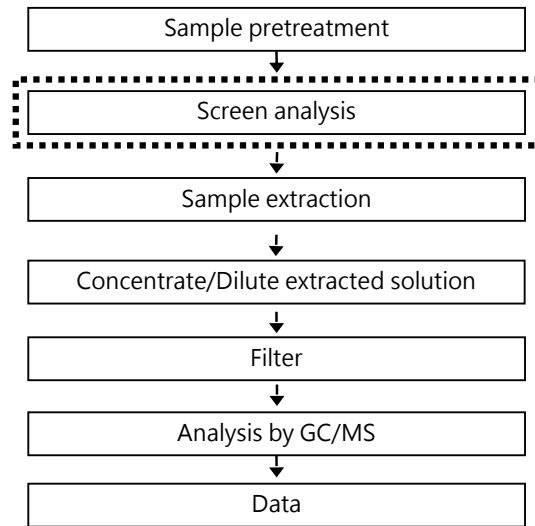 Sample pretreatment
Screen analysis
Sample extraction
Concentrate/Dilute extracted solution
Filter
Analysis by GC/MS
Data